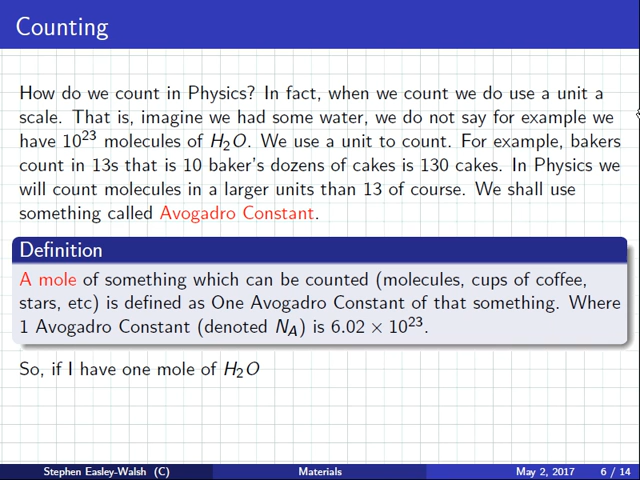 Counting
How do we count in Physics? In fact, when we count we do use a unit a
scale. That is, imagine we had some water, we do not say for example we
have 10²³ molecules of H₂O. We use a unit to count. For example, bakers
count in 13s that is 10 baker's dozens of cakes is 130 cakes. In Physics we
will count molecules in a larger units than 13 of course. We shall use
something called Avogadro Constant.
Definition
A mole of something which can be counted (molecules, cups of coffee,
stars, etc) is defined as One Avogadro Constant of that something. Where
1 Avogadro Constant (denoted N_A) is 6.02 × 10²³.
So, if I have one mole of H₂O
Stephen Easley-Walsh (C) Materials May 2, 2017 6 / 14